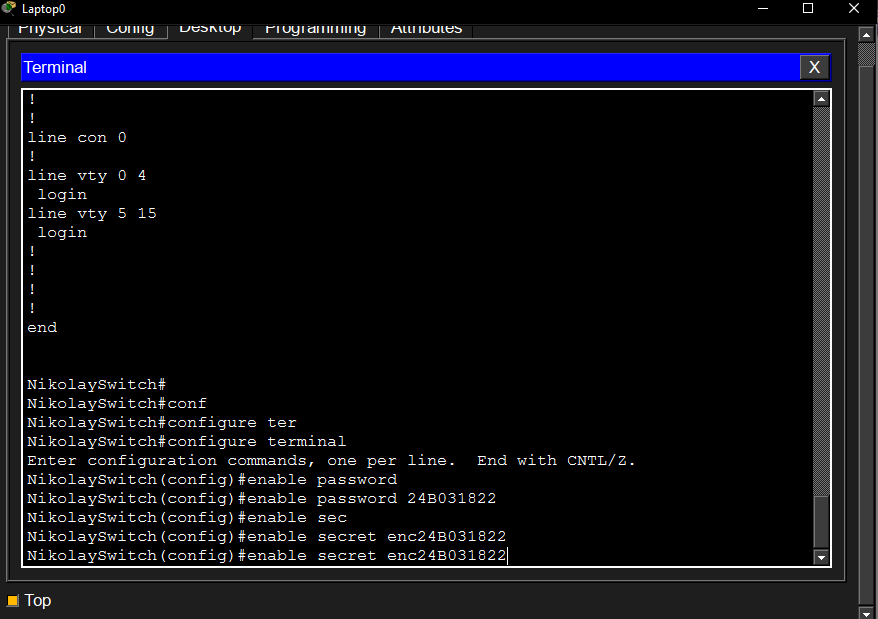 Laptop0
Physical Config Desktop Programming Attributes
Terminal X
!
!
line con 0
!
line vty 0 4
login
line vty 5 15
login
!
!
!
!
end
NikolaySwitch#
NikolaySwitch#conf
NikolaySwitch#configure ter
NikolaySwitch#configure terminal
Enter configuration commands, one per line.  End with CNTL/Z.
NikolaySwitch(config)#enable password
NikolaySwitch(config)#enable password 24B031822
NikolaySwitch(config)#enable sec
NikolaySwitch(config)#enable secret enc24B031822
NikolaySwitch(config)#enable secret enc24B031822
Top